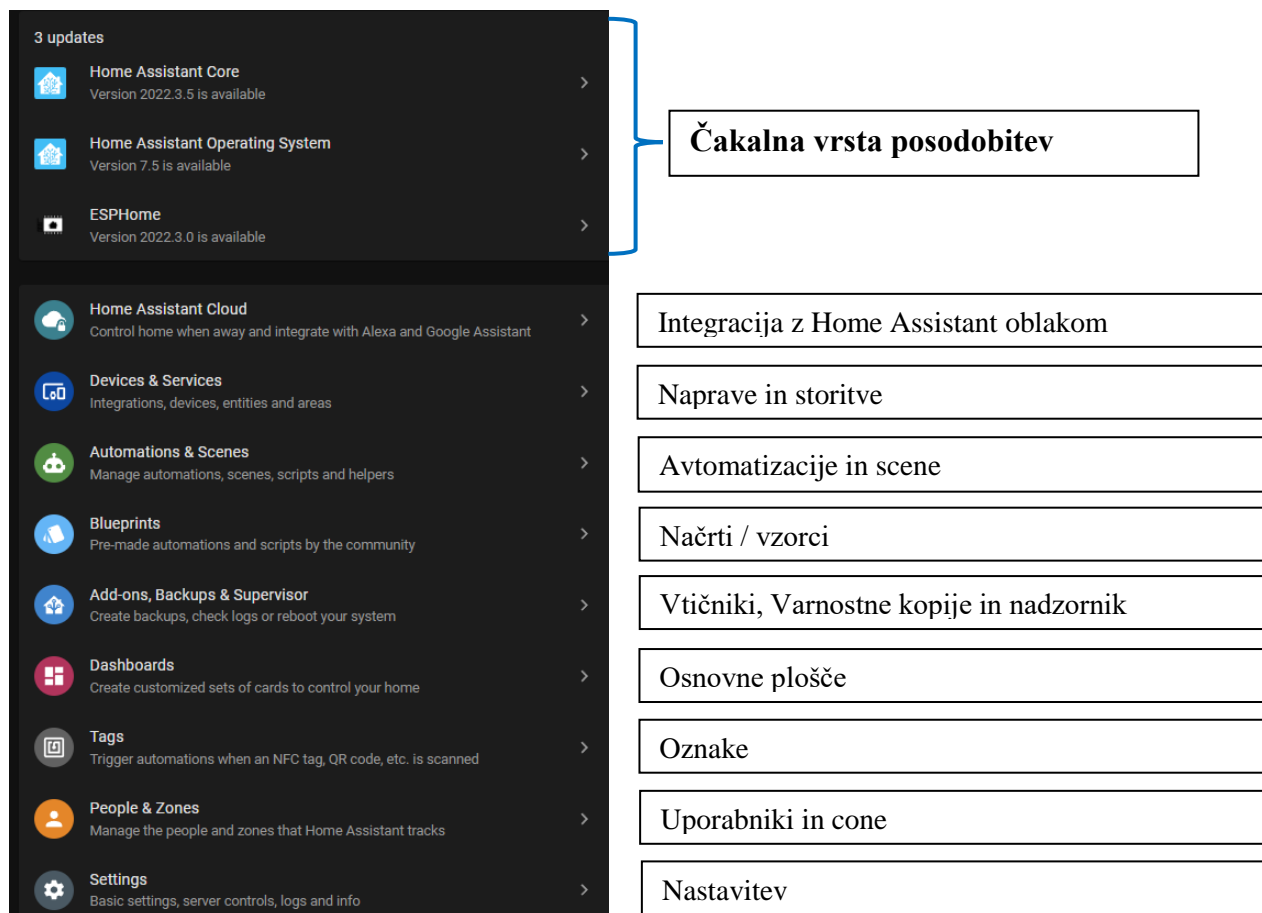 3 updates
Home Assistant Core
Version 2022.3.5 is available
Home Assistant Operating System
Version 7.5 is available
ESPHome
Version 2022.3.0 is available
Čakalna vrsta posodobitev
Home Assistant Cloud
Control home when away and integrate with Alexa and Google Assistant
Integracija z Home Assistant oblakom
Devices & Services
Integrations, devices, entities and areas
Naprave in storitve
Automations & Scenes
Manage automations, scenes, scripts and helpers
Avtomatizacije in scene
Blueprints
Pre-made automations and scripts by the community
Načrti / vzorci
Add-ons, Backups & Supervisor
Create backups, check logs or reboot your system
Vtičniki, Varnostne kopije in nadzornik
Dashboards
Create customized sets of cards to control your home
Osnovne plošče
Tags
Trigger automations when an NFC tag, QR code, etc. is scanned
Oznake
People & Zones
Manage the people and zones that Home Assistant tracks
Uporabniki in cone
Settings
Basic settings, server controls, logs and info
Nastavitev